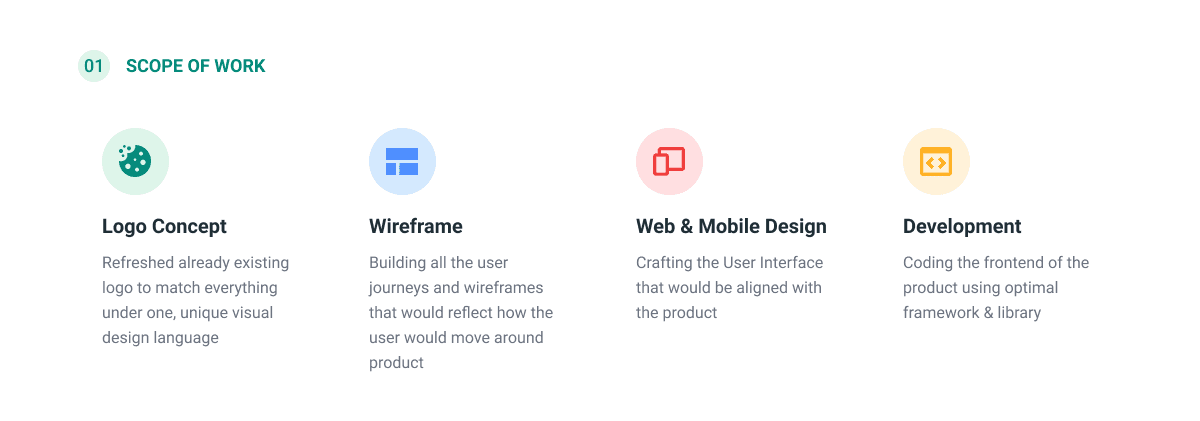 01 SCOPE OF WORK
Logo Concept
Refreshed already existing
logo to match everything
under one, unique visual
design language
Wireframe
Building all the user
journeys and wireframes
that would reflect how the
user would move around
product
Web & Mobile Design
Crafting the User Interface
that would be aligned with
the product
Development
Coding the frontend of the
product using optimal
framework & library